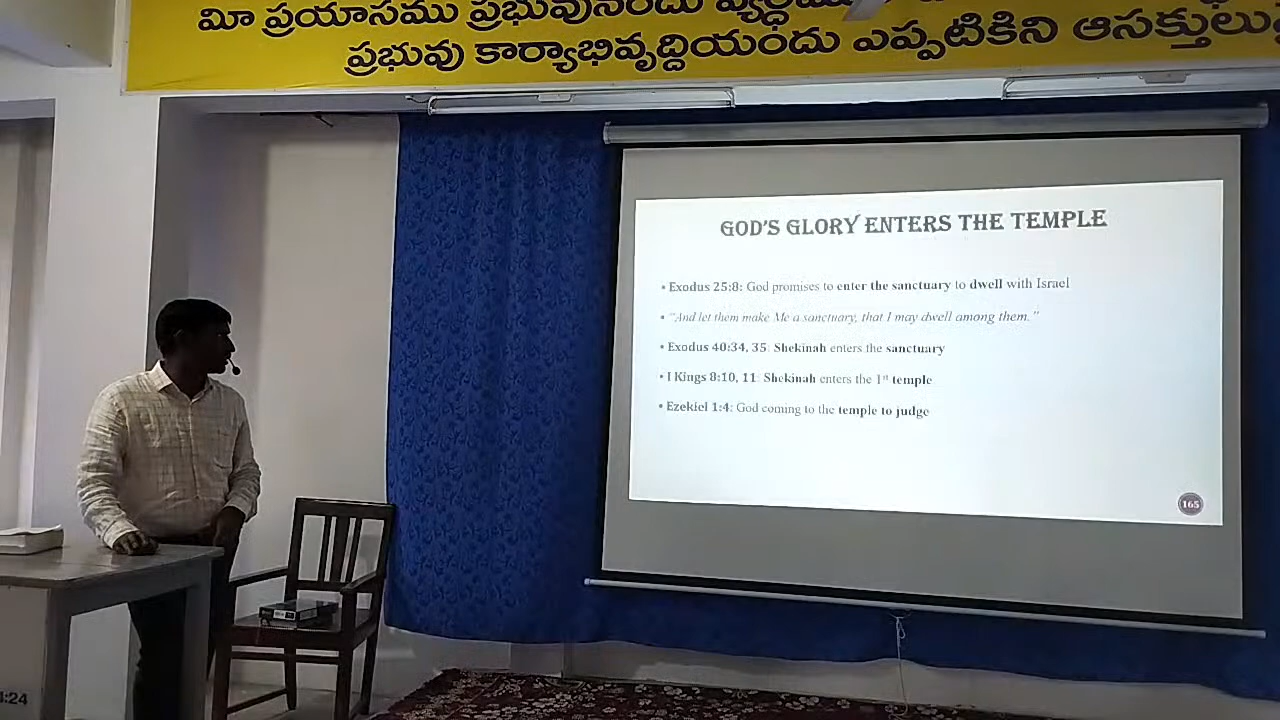 మీ ప్రయాసము ప్రభువునందు వ్యర్థము
ప్రభువు కార్యాభివృద్దియందు ఎప్పటికిని ఆసక్తులు
GOD'S GLORY ENTERS THE TEMPLE
• Exodus 25:8: God promises to enter the sanctuary to dwell with Israel
• "And let them make Me a sanctuary, that I may dwell among them."
• Exodus 40:34, 35: Shekinah enters the sanctuary
• I Kings 8:10, 11: Shekinah enters the 1st temple
• Ezekiel 1:4: God coming to the temple to judge
165
:24